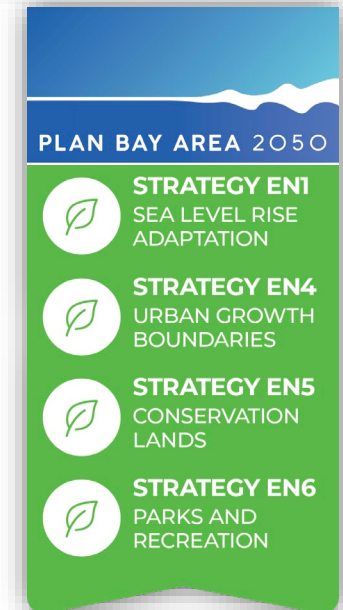 PLAN BAY AREA 2050
STRATEGY EN1
SEA LEVEL RISE
ADAPTATION
STRATEGY EN4
URBAN GROWTH
BOUNDARIES
STRATEGY EN5
CONSERVATION
LANDS
STRATEGY EN6
PARKS AND
RECREATION